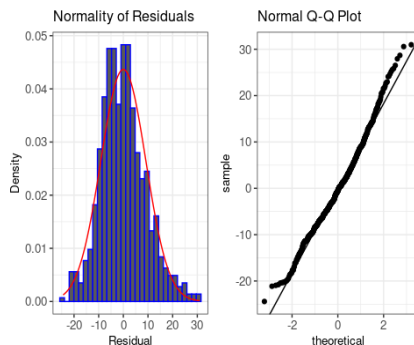 Normality of Residuals
0.05
0.04
0.03
0.02
0.01
0.00
Density
-20 -10 0 10 20 30
Residual
Normal Q-Q Plot
30
20
10
0
-10
-20
sample
-2 0 2
theoretical